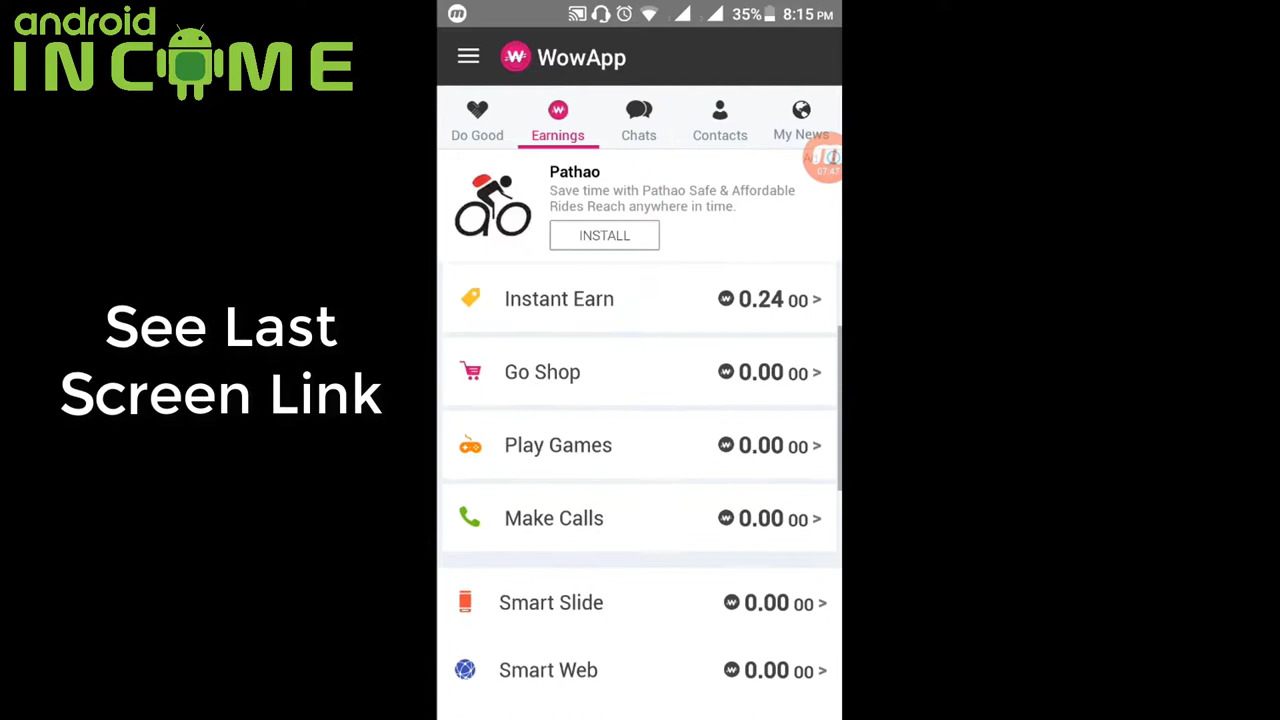 android
INCOME
See Last
Screen Link
35% 8:15 PM
WowApp
Do Good
Earnings
Chats
Contacts
My News
07:47
Pathao
Save time with Pathao Safe & Affordable
Rides Reach anywhere in time.
INSTALL
Instant Earn 0.24 00 >
Go Shop 0.00 00 >
Play Games 0.00 00 >
Make Calls 0.00 00 >
Smart Slide 0.00 00 >
Smart Web 0.00 00 >